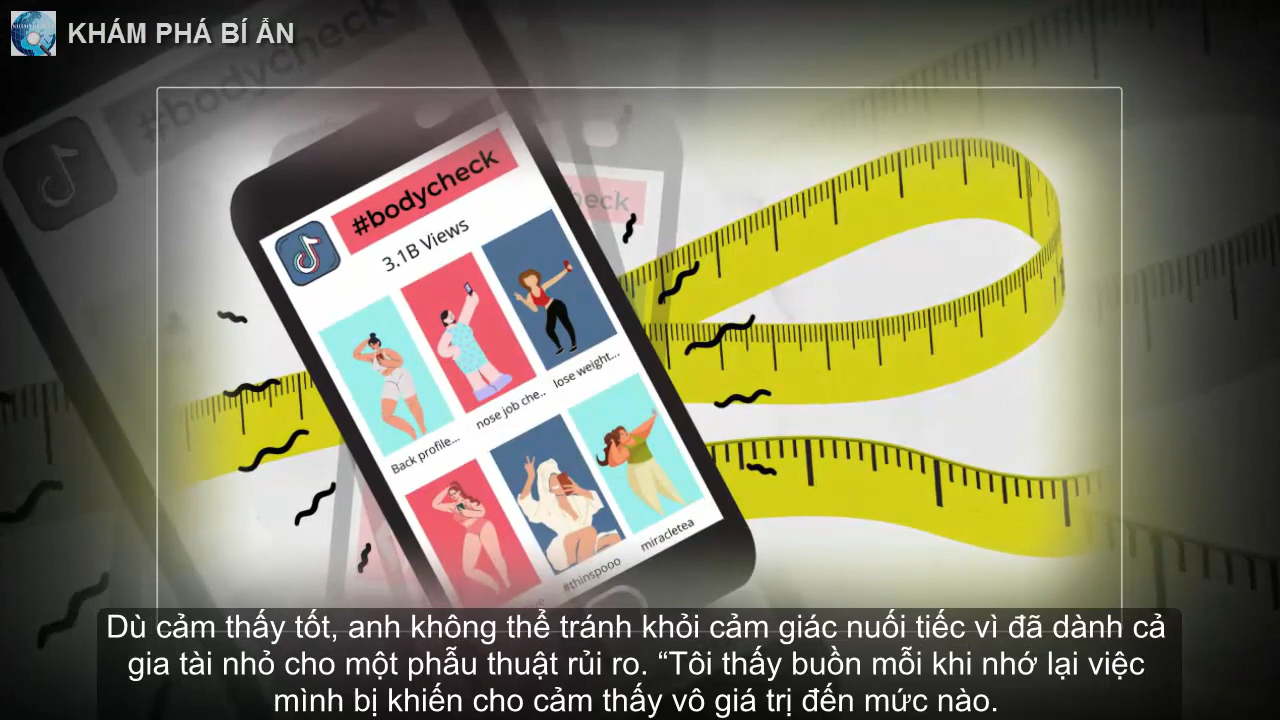 KHÁM PHÁ BÍ ẨN
#bodycheck
#bodycheck
3.1B Views
Back profile...
nose job che..
lose weight...
#thinspooo
miracletea
Dù cảm thấy tốt, anh không thể tránh khỏi cảm giác nuối tiếc vì đã dành cả
gia tài nhỏ cho một phẫu thuật rủi ro. “Tôi thấy buồn mỗi khi nhớ lại việc
mình bị khiến cho cảm thấy vô giá trị đến mức nào.